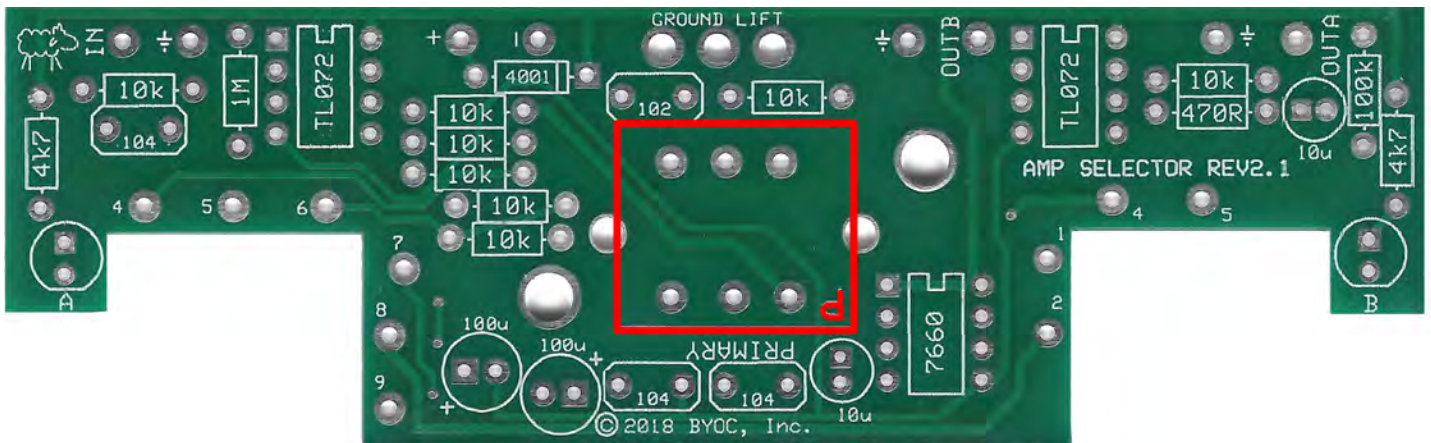 IN
+
1
GROUND LIFT
OUTB
OUTA
10k
104
1M
TL072
4001
102
10k
TL072
10k
470R
10u
100k
4k7
4k7
10k
10k
10k
10k
10k
AMP SELECTOR REV2.1
4
5
6
4
5
7
8
9
1
2
A
B
P
100u
+
100u
+
PRIMARY
104
104
10u
7660
© 2018 BYOC, Inc.